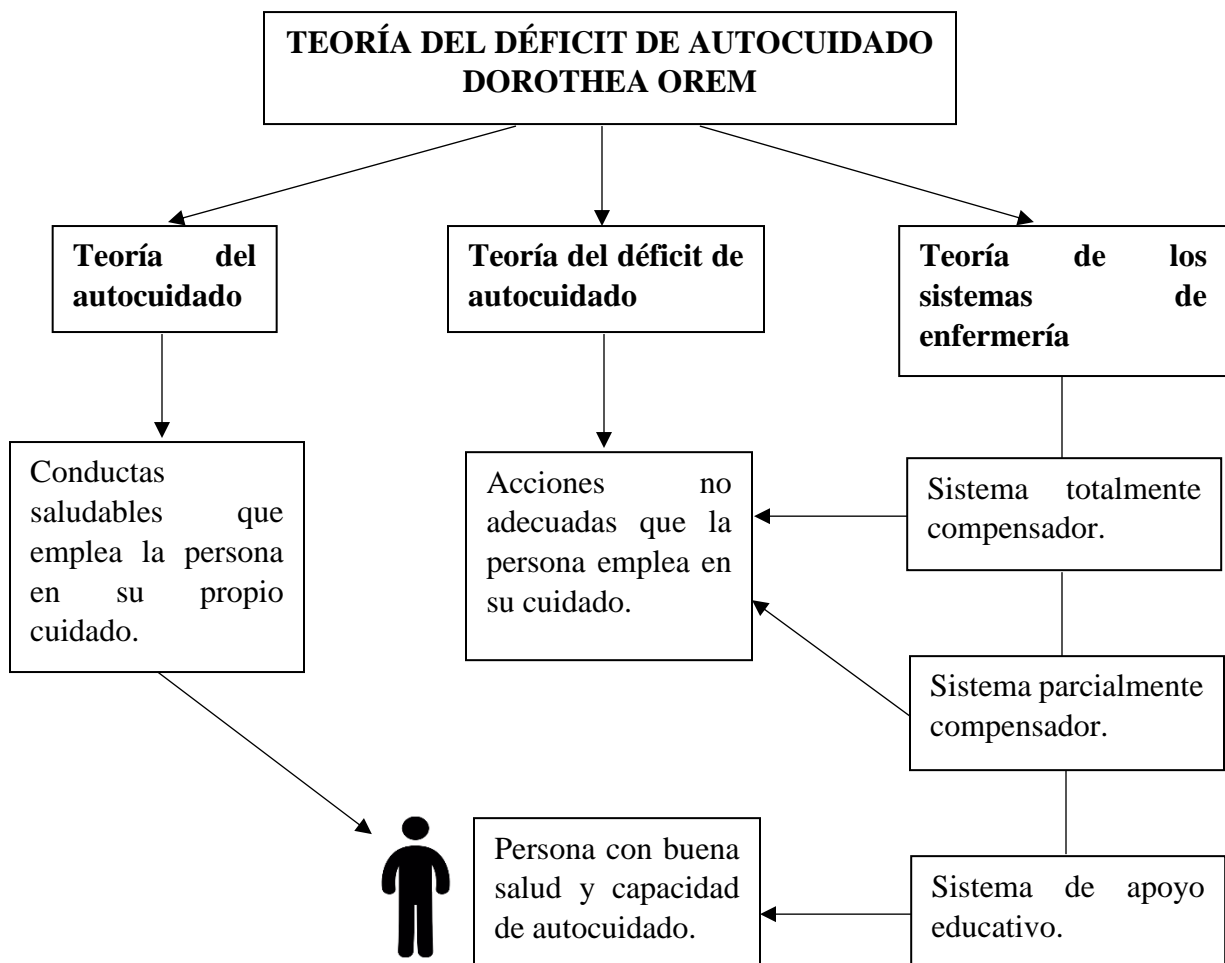 TEORÍA DEL DÉFICIT DE AUTOCUIDADO
DOROTHEA OREM
Teoría del
autocuidado
Teoría del déficit de
autocuidado
Teoría de los
sistemas de
enfermería
Conductas
saludables que
emplea la persona
en su propio
cuidado.
Acciones no
adecuadas que la
persona emplea en
su cuidado.
Sistema totalmente
compensador.
Sistema parcialmente
compensador.
Persona con buena
salud y capacidad
de autocuidado.
Sistema de apoyo
educativo.